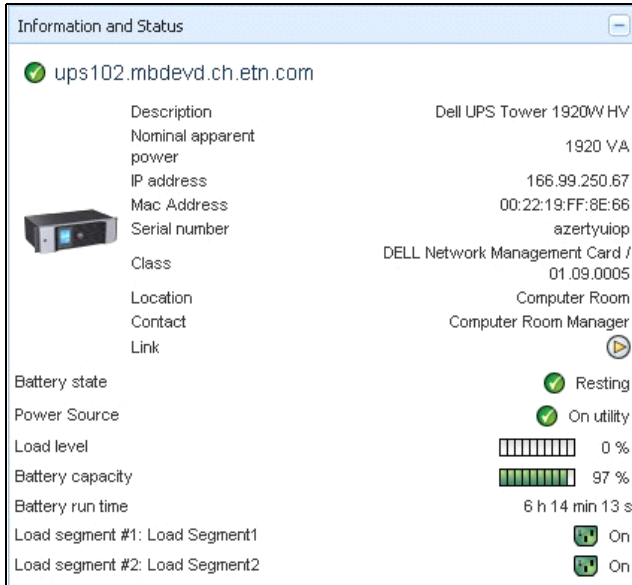 Information and Status
ups102.mbdevd.ch.etn.com
Description Dell UPS Tower 1920W HV
Nominal apparent power 1920 VA
IP address 166.99.250.67
Mac Address 00:22:19:FF:8E:66
Serial number azertyuiop
Class DELL Network Management Card / 01.09.0005
Location Computer Room
Contact Computer Room Manager
Link
Battery state Resting
Power Source On utility
Load level 0 %
Battery capacity 97 %
Battery run time 6 h 14 min 13 s
Load segment #1: Load Segment1 On
Load segment #2: Load Segment2 On